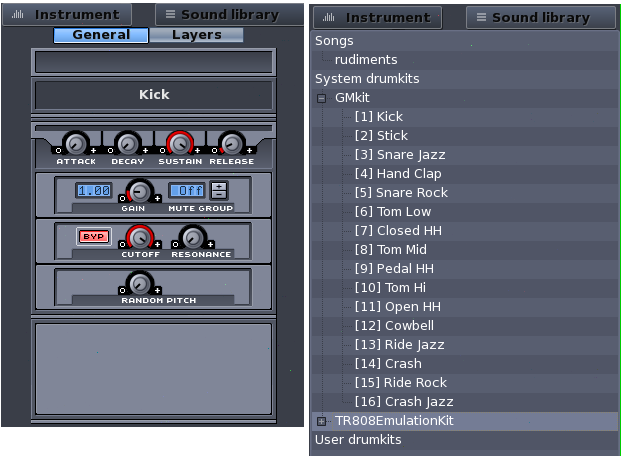 Instrument
Sound library
General
Layers
Kick
ATTACK
DECAY
SUSTAIN
RELEASE
1.00
Off
+
-
GAIN
MUTE GROUP
BYP
CUTOFF
RESONANCE
RANDOM PITCH
Instrument
Sound library
Songs
rudiments
System drumkits
GMkit
[1] Kick
[2] Stick
[3] Snare Jazz
[4] Hand Clap
[5] Snare Rock
[6] Tom Low
[7] Closed HH
[8] Tom Mid
[9] Pedal HH
[10] Tom Hi
[11] Open HH
[12] Cowbell
[13] Ride Jazz
[14] Crash
[15] Ride Rock
[16] Crash Jazz
TR808EmulationKit
User drumkits